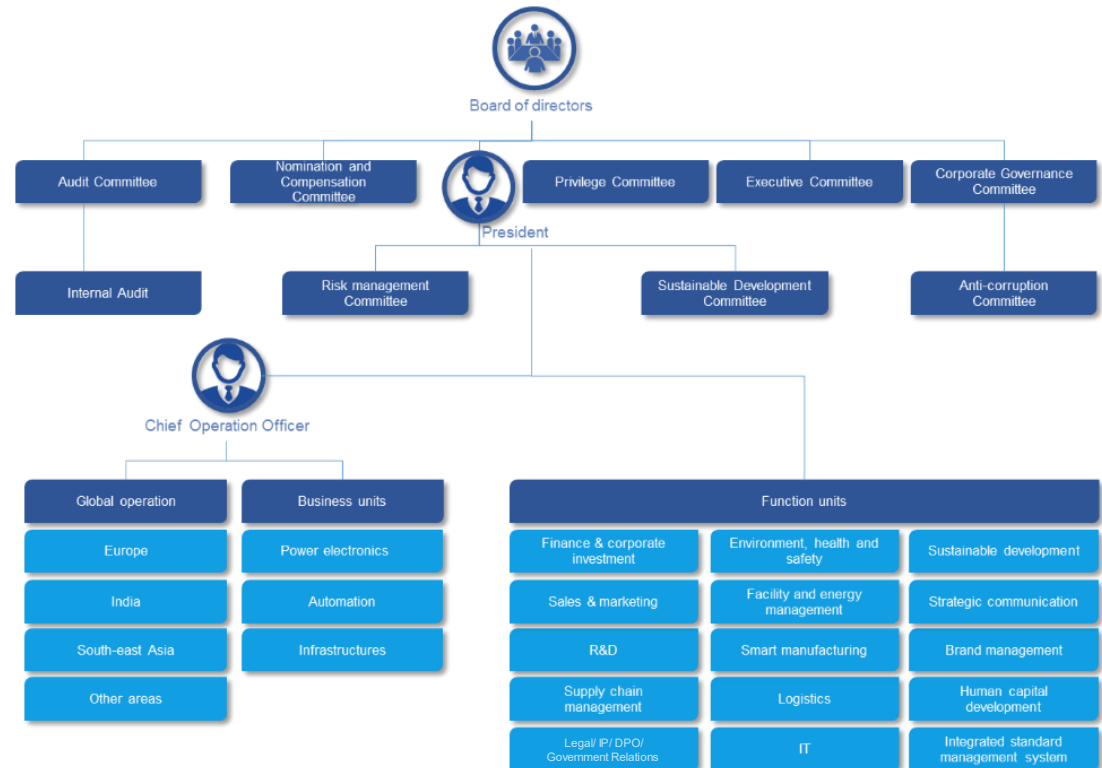 Board of directors
Audit Committee
Nomination and
Compensation
Committee
Privilege Committee
Executive Committee
Corporate Governance
Committee
President
Internal Audit
Risk management
Committee
Sustainable Development
Committee
Anti-corruption
Committee
Chief Operation Officer
Global operation
Business units
Function units
Europe
Power electronics
Finance & corporate
investment
Environment, health and
safety
Sustainable development
India
Automation
Sales & marketing
Facility and energy
management
Strategic communication
South-east Asia
Infrastructures
R&D
Smart manufacturing
Brand management
Other areas
Supply chain
management
Logistics
Human capital
development
Legal/ IP/ DPO/
Government Relations
IT
Integrated standard
management system